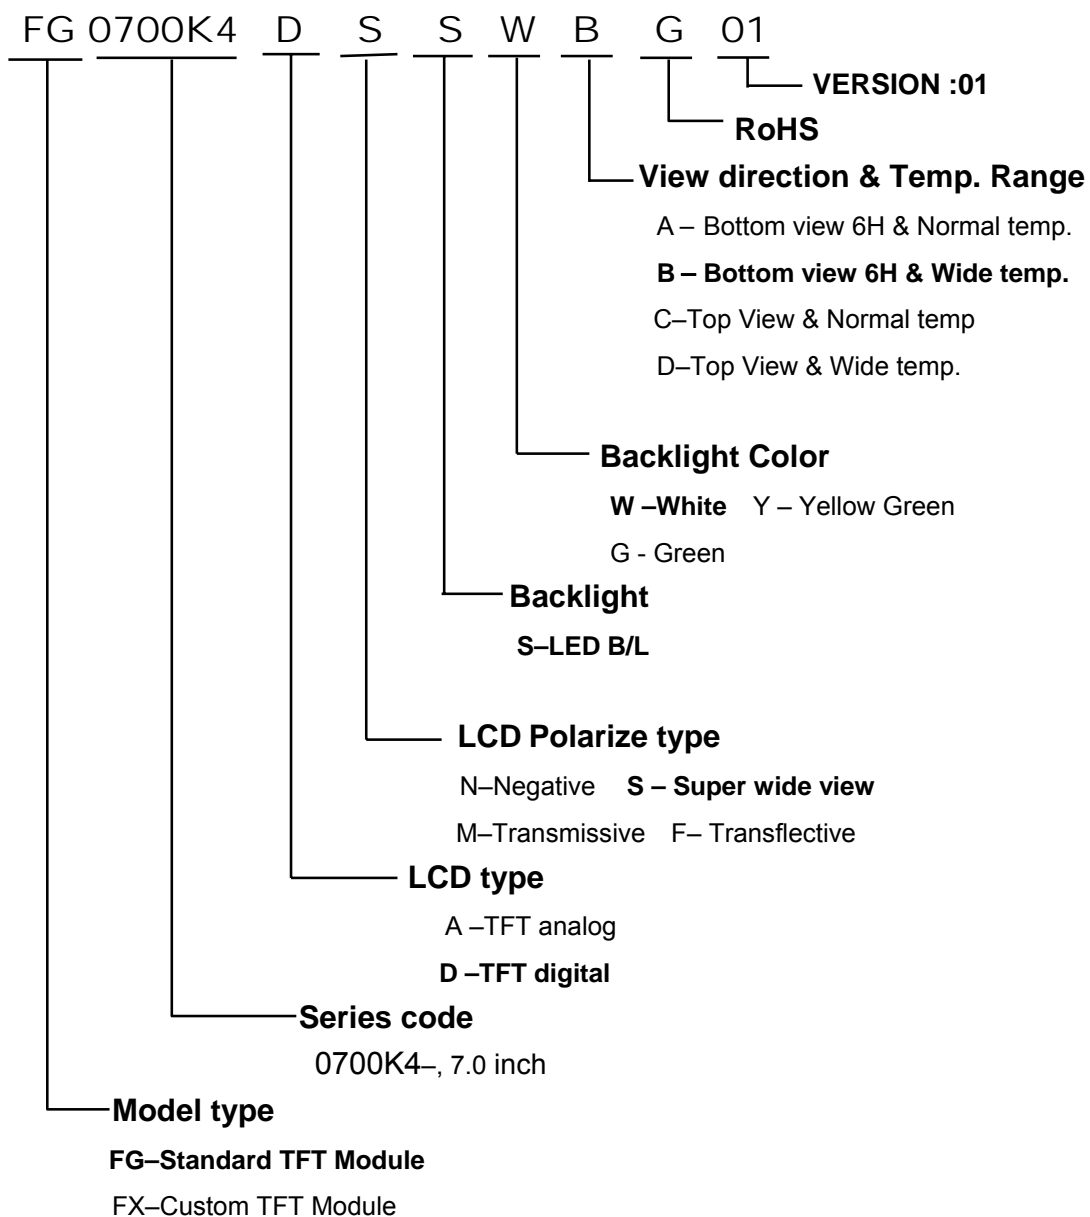 FG 0700K4 D S S W B G 01
VERSION :01
RoHS
View direction & Temp. Range
A – Bottom view 6H & Normal temp.
B – Bottom view 6H & Wide temp.
C–Top View & Normal temp
D–Top View & Wide temp.
Backlight Color
W –White Y – Yellow Green
G - Green
Backlight
S–LED B/L
LCD Polarize type
N–Negative S – Super wide view
M–Transmissive F– Transflective
LCD type
A –TFT analog
D –TFT digital
Series code
0700K4–, 7.0 inch
Model type
FG–Standard TFT Module
FX–Custom TFT Module